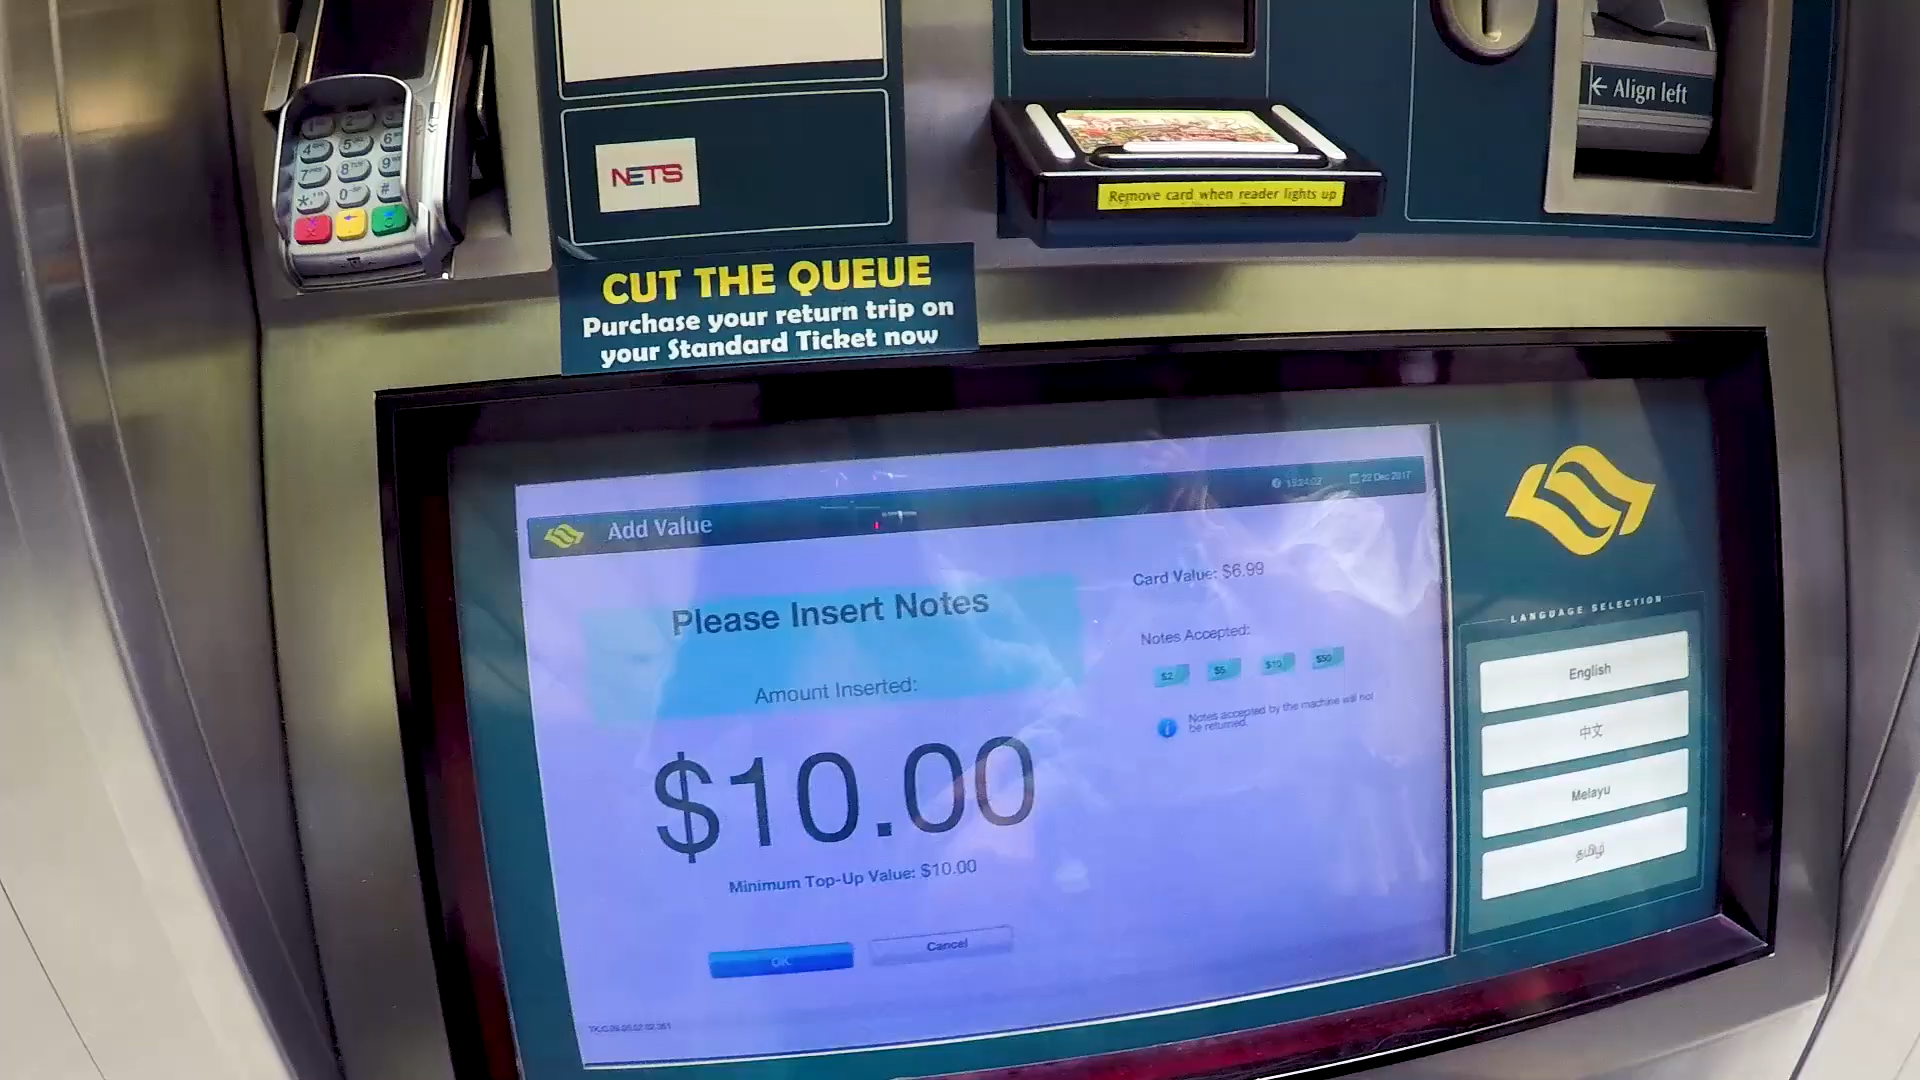 ← Align left
NETS
Remove card when reader lights up
CUT THE QUEUE
Purchase your return trip on
your Standard Ticket now
Add Value
15:24:02
22 Dec 2017
Please Insert Notes
Amount Inserted:
$10.00
Minimum Top-Up Value: $10.00
OK
Cancel
Card Value: $6.99
Notes Accepted:
$2 $5 $10 $50
Notes accepted by the machine will not
be returned.
LANGUAGE SELECTION
English
中文
Melayu
தமிழ்